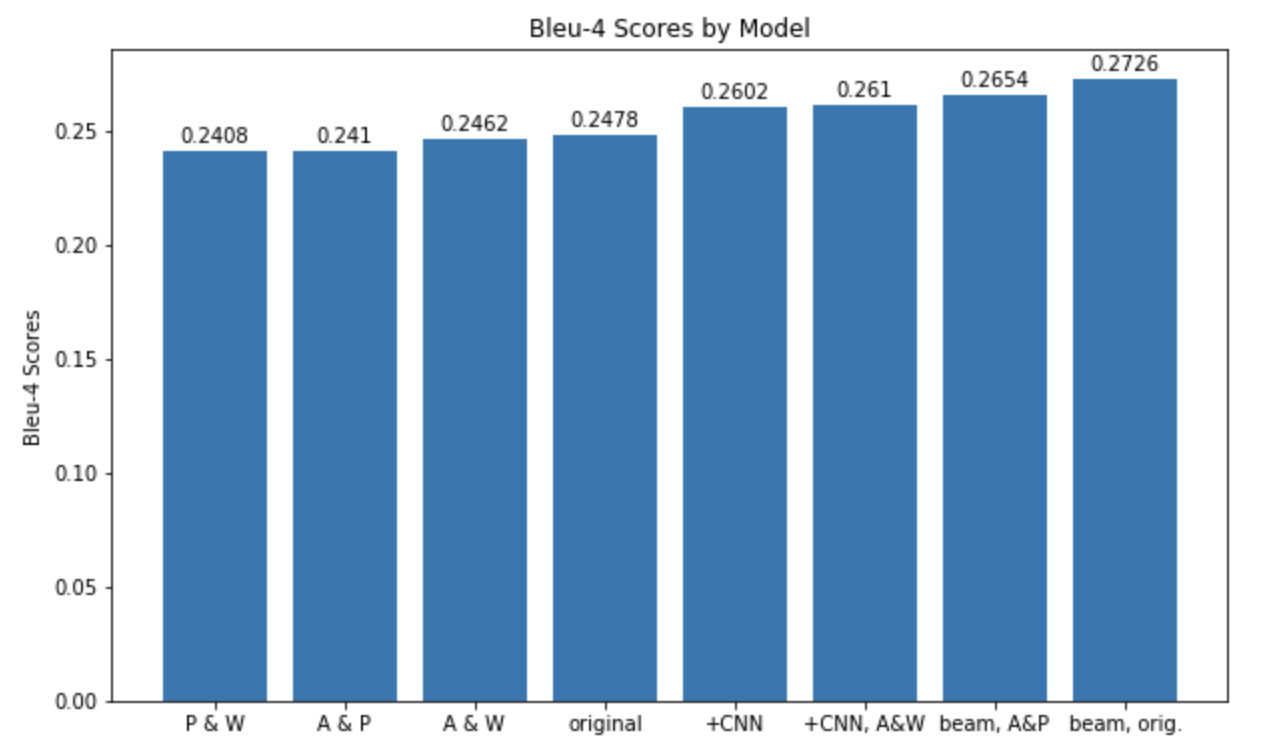 Bleu-4 Scores by Model
Bleu-4 Scores
0.25
0.20
0.15
0.10
0.05
0.00
0.2408
0.241
0.2462
0.2478
0.2602
0.261
0.2654
0.2726
P & W
A & P
A & W
original
+CNN
+CNN, A&W
beam, A&P
beam, orig.